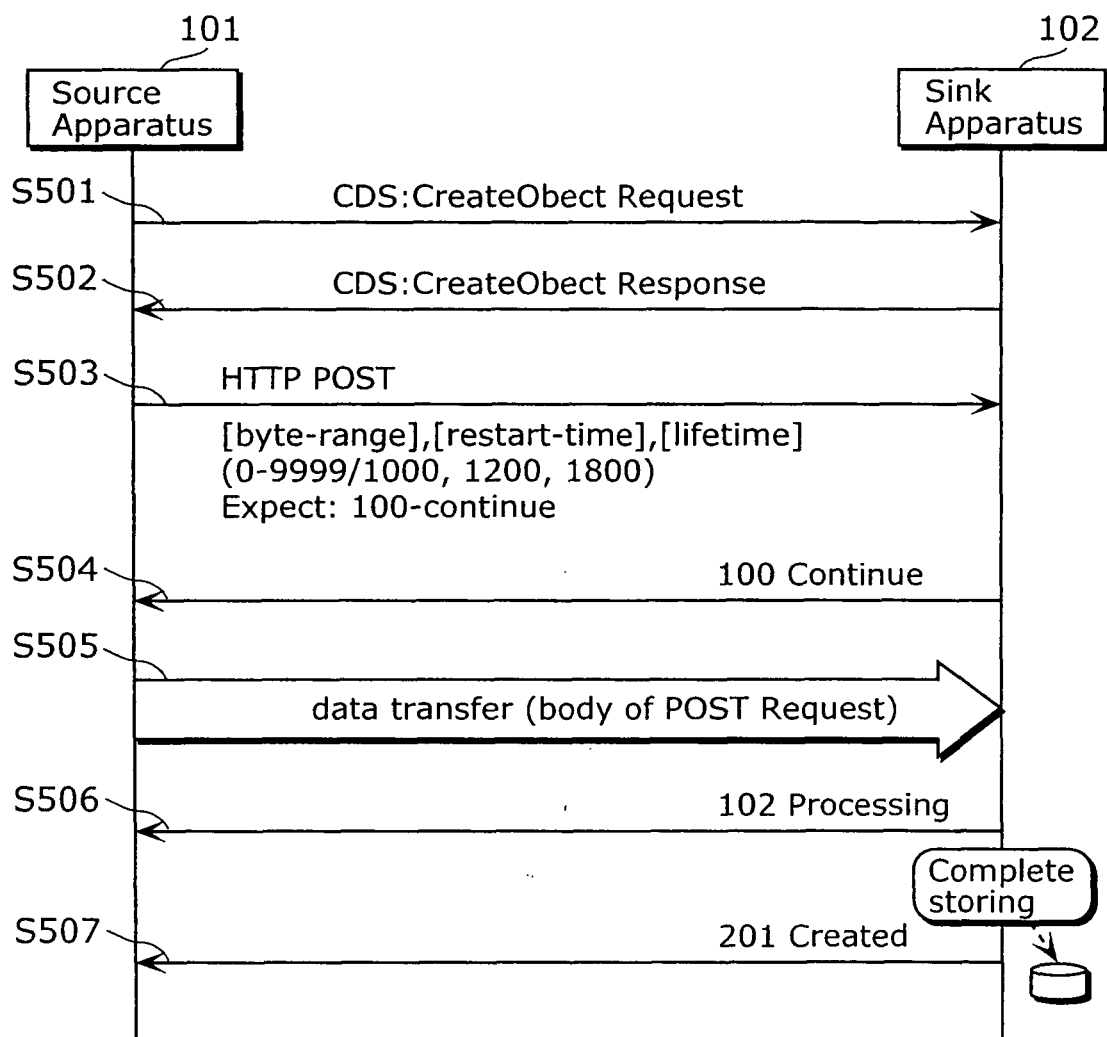 101
102
Source
Apparatus
Sink
Apparatus
S501
CDS:CreateObect Request
S502
CDS:CreateObect Response
S503
HTTP POST
[byte-range],[restart-time],[lifetime]
(0-9999/1000, 1200, 1800)
Expect: 100-continue
S504
100 Continue
S505
data transfer (body of POST Request)
S506
102 Processing
Complete
storing
S507
201 Created